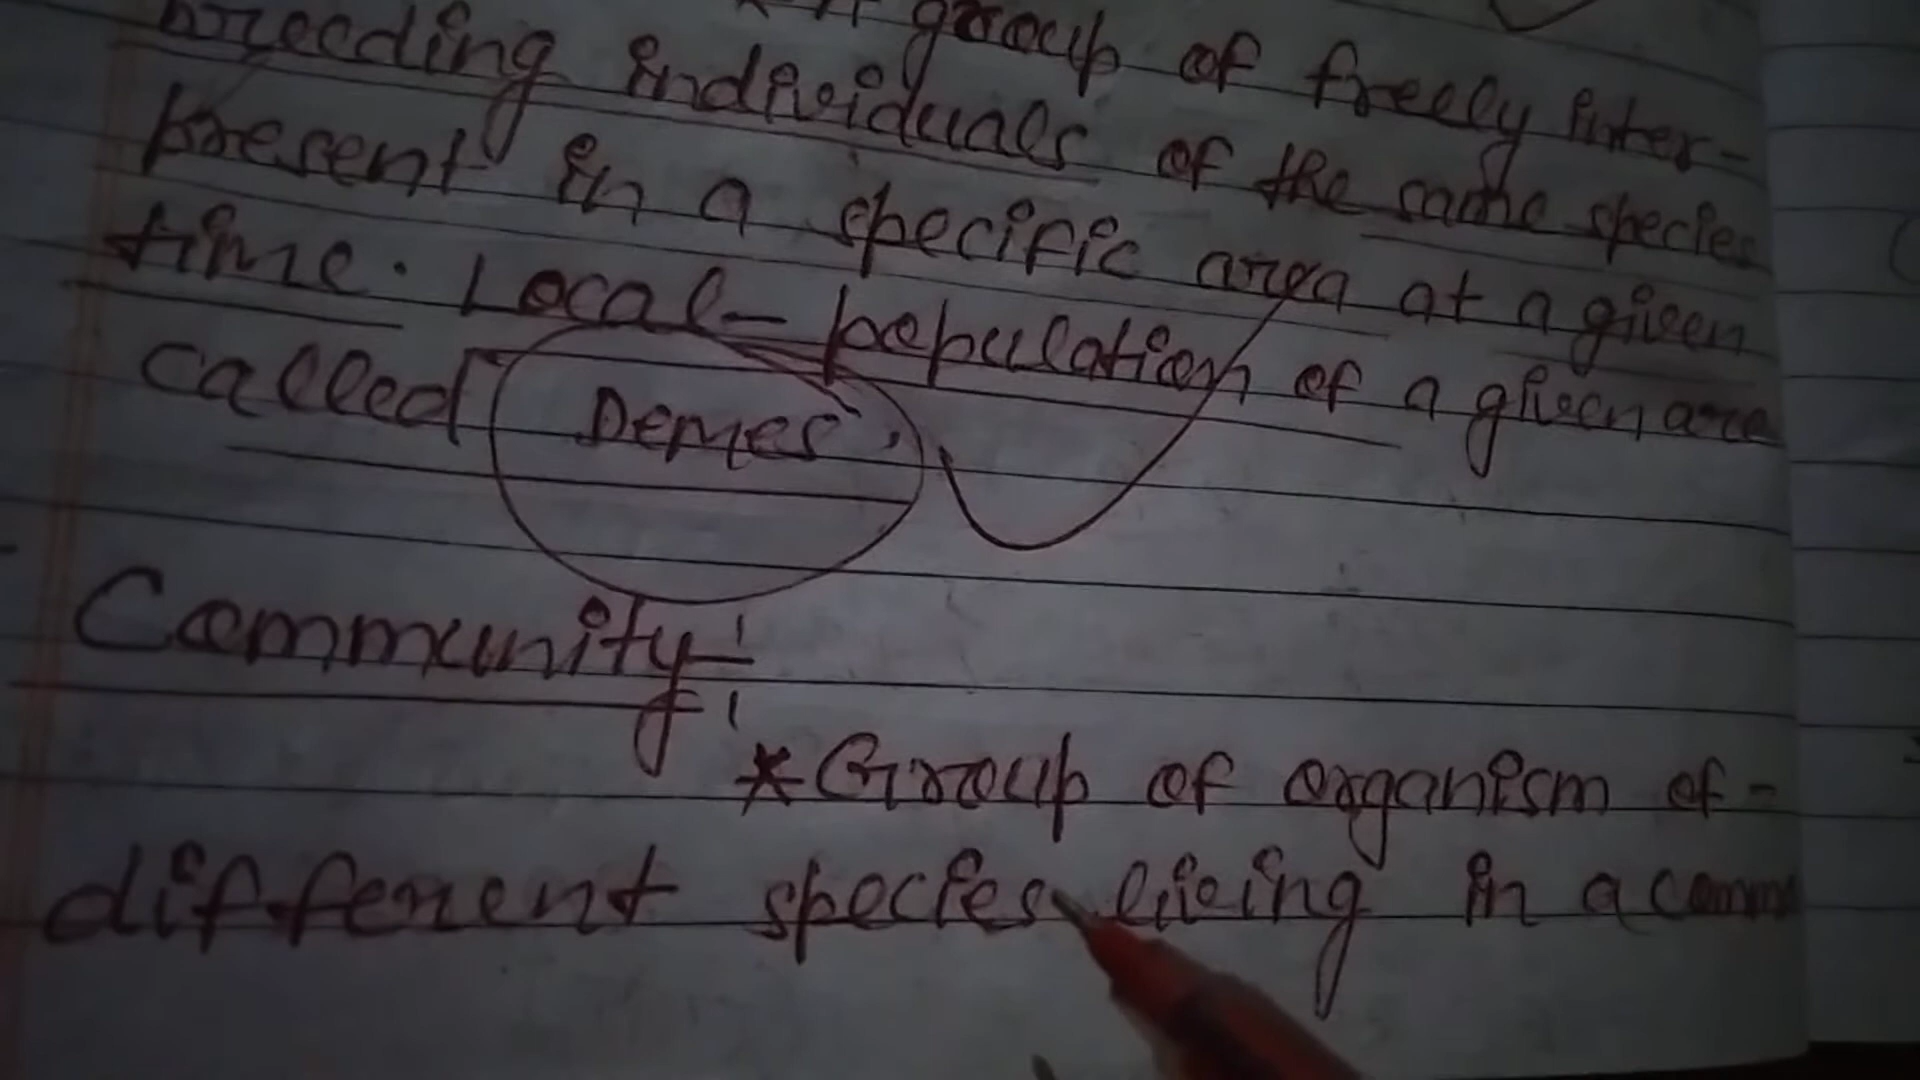 * A group of freely inter-
breeding individuals of the same species
present in a specific area at a given
time. Local - population of a given area
called Demes.
Community:-
* Group of organism of -
different species living in a comm